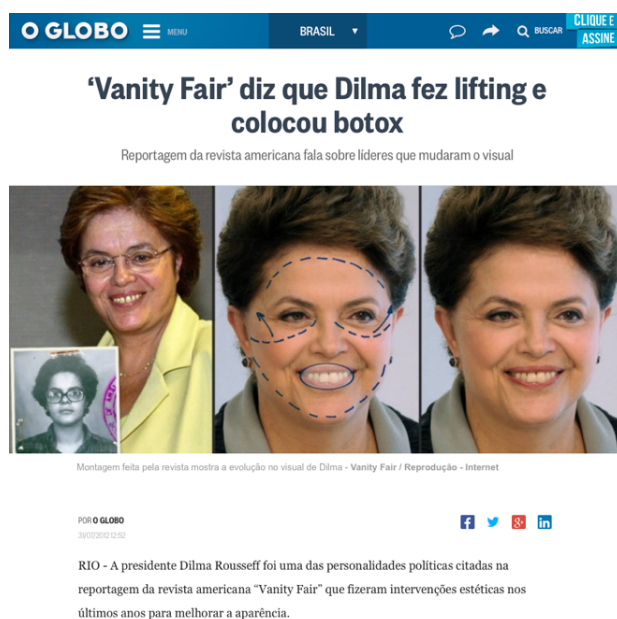 O GLOBO MENU BRASIL BUSCAR CLIQUE E
ASSINE
‘Vanity Fair’ diz que Dilma fez lifting e
colocou botox
Reportagem da revista americana fala sobre líderes que mudaram o visual
Montagem feita pela revista mostra a evolução no visual de Dilma - Vanity Fair / Reprodução - Internet
POR O GLOBO
31/07/2012 12:52
RIO - A presidente Dilma Rousseff foi uma das personalidades políticas citadas na
reportagem da revista americana “Vanity Fair” que fizeram intervenções estéticas nos
últimos anos para melhorar a aparência.